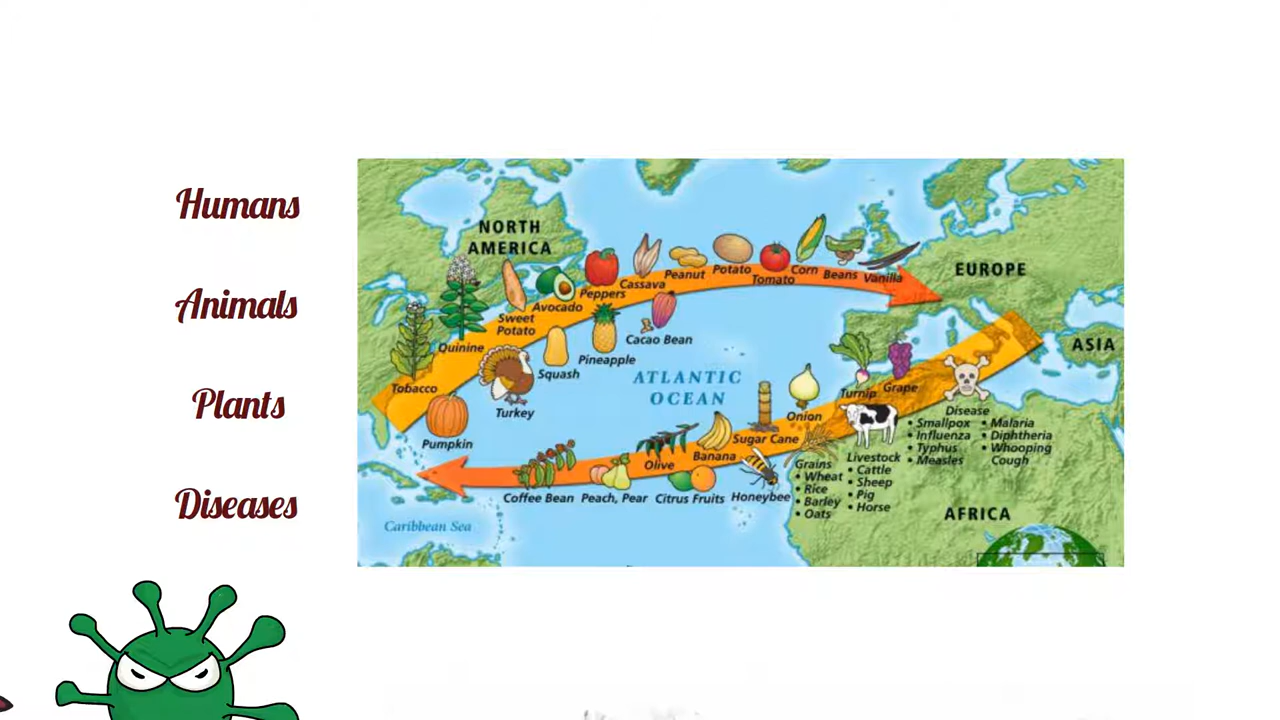 Humans
Animals
Plants
Diseases
NORTH
AMERICA
EUROPE
ASIA
AFRICA
ATLANTIC
OCEAN
Caribbean Sea
Tobacco
Quinine
Sweet
Potato
Avocado
Peppers
Cassava
Peanut
Potato
Tomato
Corn
Beans
Vanilla
Pumpkin
Turkey
Squash
Pineapple
Cacao Bean
Coffee Bean
Peach, Pear
Olive
Citrus Fruits
Banana
Honeybee
Sugar Cane
Onion
Turnip
Grape
Grains
• Wheat
• Rice
• Barley
• Oats
Livestock
• Cattle
• Sheep
• Pig
• Horse
Disease
• Smallpox
• Influenza
• Typhus
• Measles
• Malaria
• Diphtheria
• Whooping
Cough